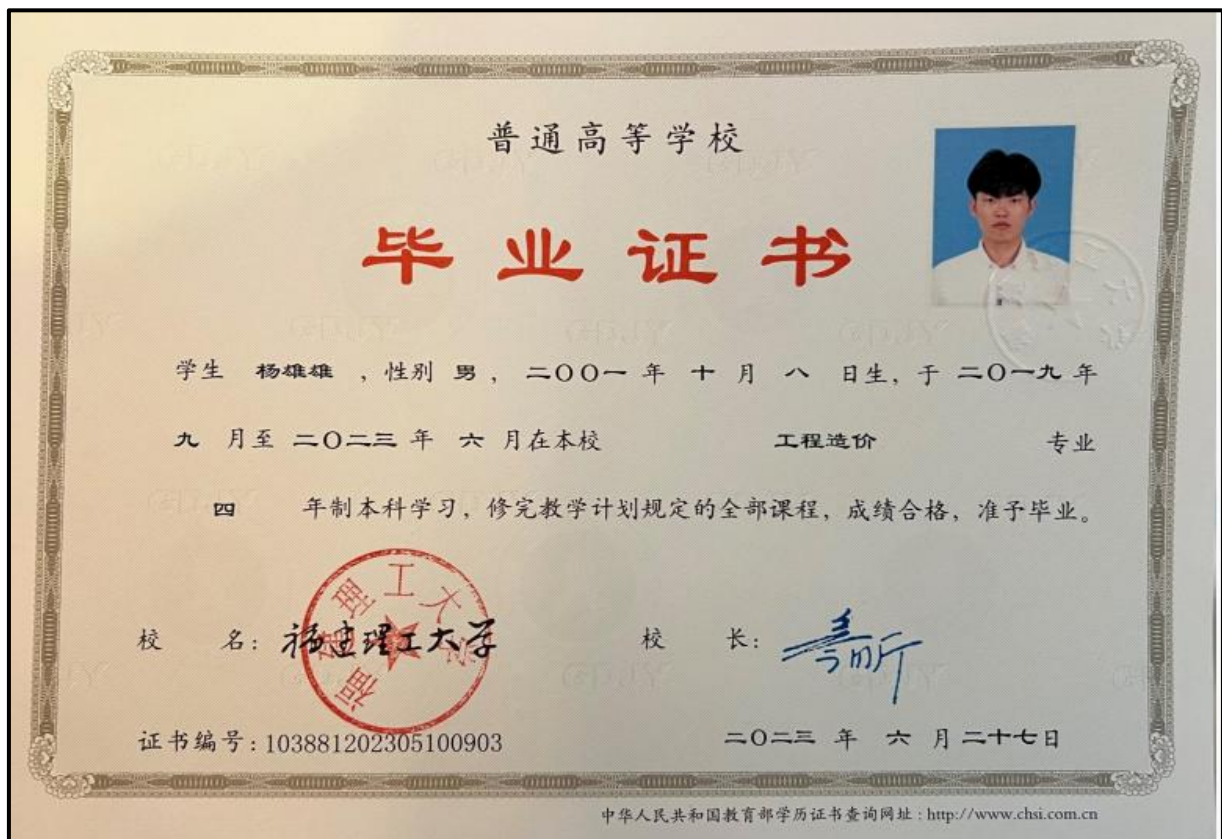 普通高等学校
毕业证书
学生 杨雄雄 ，性别 男 ，二〇〇一 年 十 月 八 日生，于 二〇一九 年
九 月至 二〇二三 年 六 月在本校 工程造价 专业
四 年制本科学习，修完教学计划规定的全部课程，成绩合格，准予毕业。
福建理工大学
校 名：福建理工大学 校 长：
证书编号：103881202305100903 二〇二三 年 六 月 二十七日
中华人民共和国教育部学历证书查询网址：http://www.chsi.com.cn